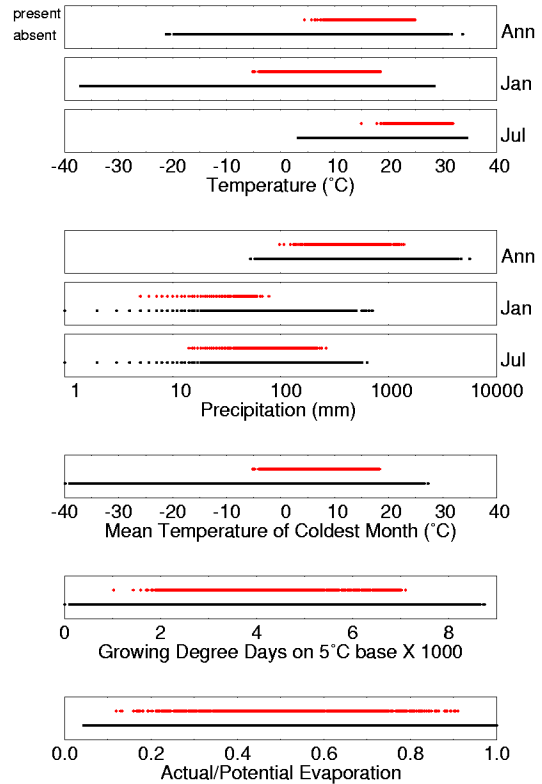 present
absent
Ann
Jan
Jul
-40 -30 -20 -10 0 10 20 30 40
Temperature (˚C)
Ann
Jan
Jul
1 10 100 1000 10000
Precipitation (mm)
-40 -30 -20 -10 0 10 20 30 40
Mean Temperature of Coldest Month (˚C)
0 2 4 6 8
Growing Degree Days on 5˚C base X 1000
0.0 0.2 0.4 0.6 0.8 1.0
Actual/Potential Evaporation